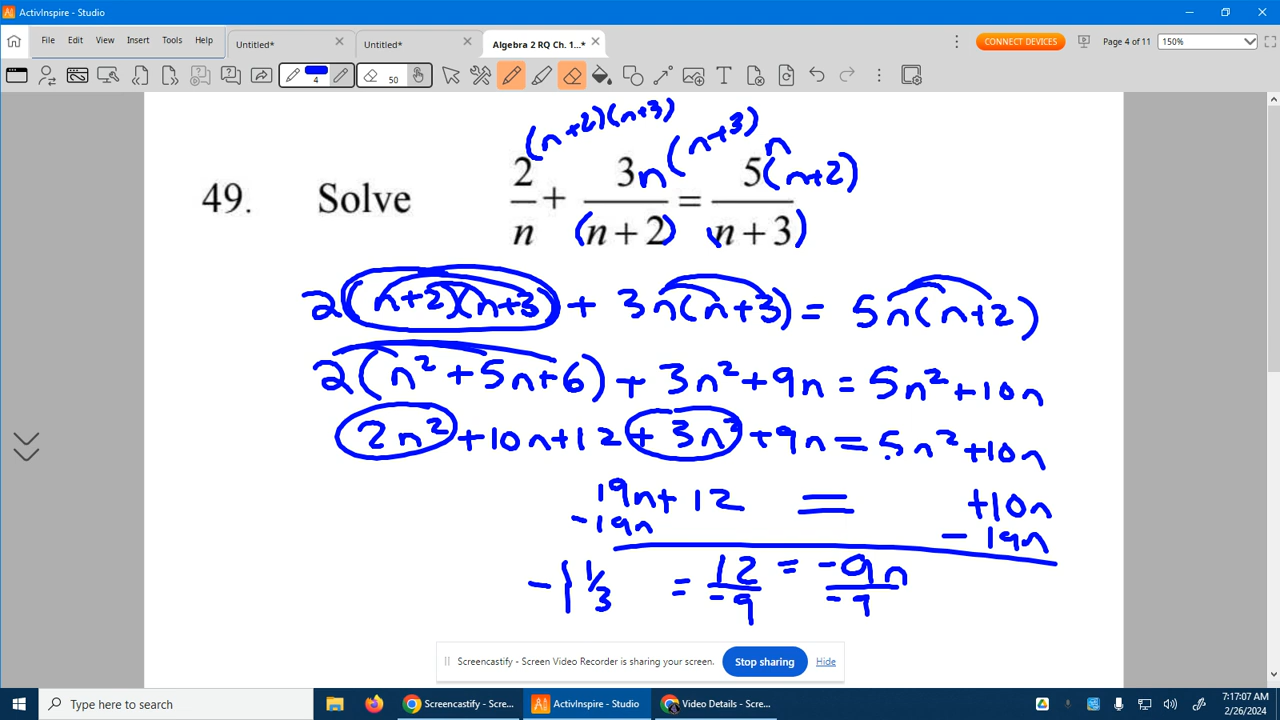 ActivInspire - Studio
File Edit View Insert Tools Help
Untitled*
Untitled*
Algebra 2 RQ Ch. 1...*
CONNECT DEVICES
Page 4 of 11
150%
4
50
49. Solve
2/n (n+2)(n+3) + 3n(n+3)/(n+2) = 5n(n+2)/(n+3)
2(n+2)(n+3) + 3n(n+3) = 5n(n+2)
2(n²+5n+6) + 3n²+9n = 5n²+10n
2n² +10n+12 + 3n² +9n = 5n²+10n
19n+12 = +10n
-19n - 19n
-1 1/3 = 12/-9 = -9n/-9
Screencastify - Screen Video Recorder is sharing your screen.
Stop sharing
Hide
Type here to search
Screencastify - Scre...
ActivInspire - Studio
Video Details - Scre...
7:17:07 AM
2/26/2024